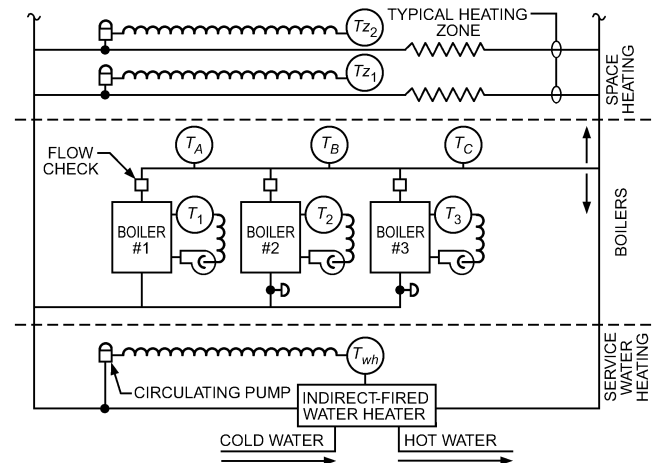 Tz2
TYPICAL HEATING
ZONE
Tz1
SPACE
HEATING
FLOW
CHECK
TA
TB
TC
BOILER
#1
T1
BOILER
#2
T2
BOILER
#3
T3
BOILERS
Twh
CIRCULATING PUMP
INDIRECT-FIRED
WATER HEATER
COLD WATER
HOT WATER
SERVICE
WATER
HEATING